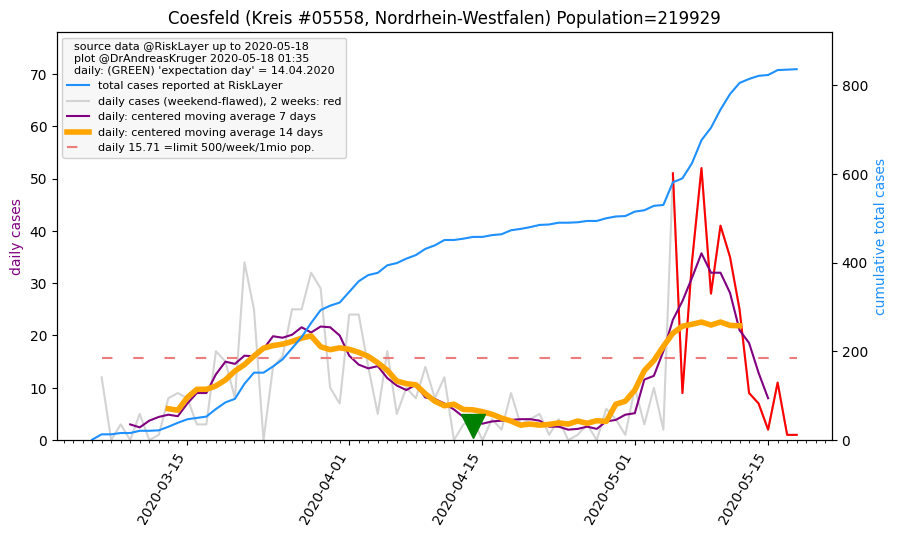 Coesfeld (Kreis #05558, Nordrhein-Westfalen) Population=219929
source data @RiskLayer up to 2020-05-18
plot @DrAndreasKruger 2020-05-18 01:35
daily: (GREEN) 'expectation day' = 14.04.2020
total cases reported at RiskLayer
daily cases (weekend-flawed), 2 weeks: red
daily: centered moving average 7 days
daily: centered moving average 14 days
daily 15.71 =limit 500/week/1mio pop.
daily cases
70
60
50
40
30
20
10
0
cumulative total cases
800
600
400
200
0
2020-03-15
2020-04-01
2020-04-15
2020-05-01
2020-05-15